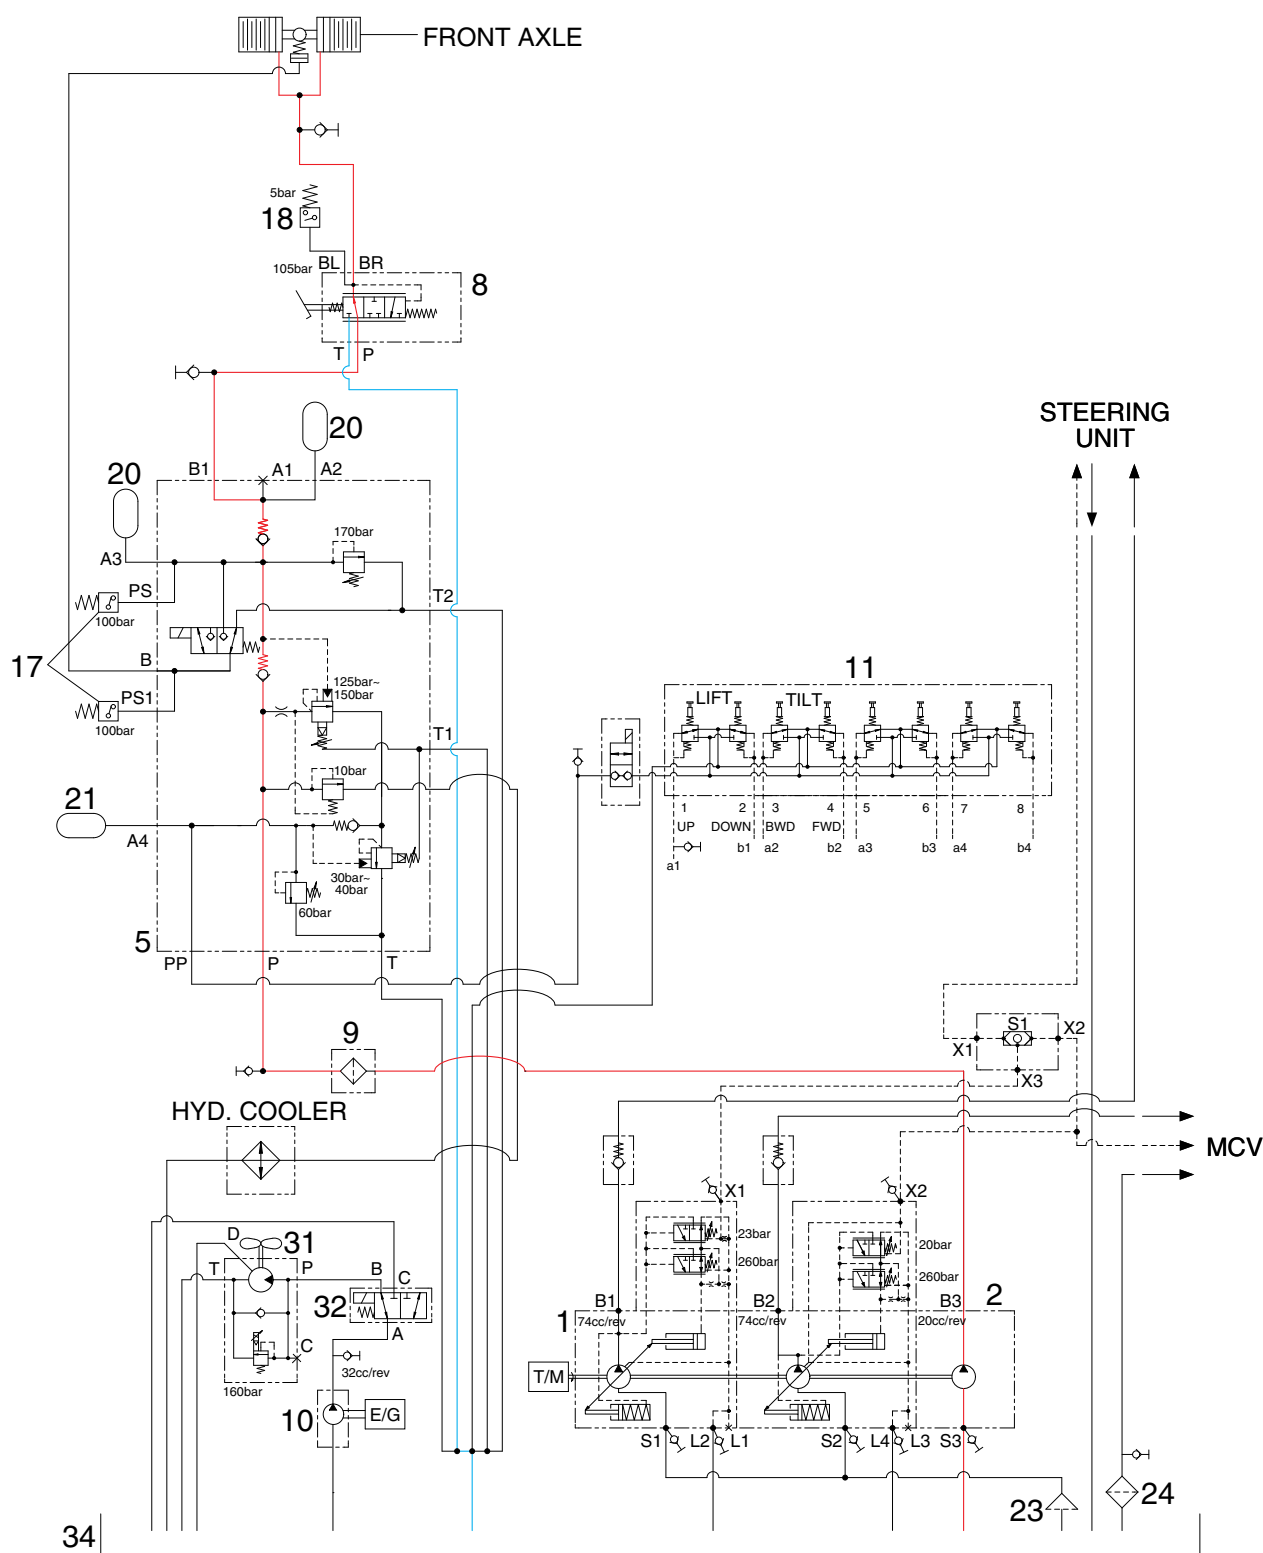 FRONT AXLE
5bar
18
105bar
BL BR
8
T P
STEERING
UNIT
20
20
B1 A1 A2
170bar
A3
PS
T2
100bar
17
B
11
125bar~
150bar
LIFT TILT
PS1
100bar
T1
10bar
21
1 2 3 4 5 6 7 8
UP DOWN BWD FWD
A4
b1 a2 b2 a3 b3 a4 b4
a1
30bar~
40bar
60bar
5
PP P T
S1 X2
9
X1
X3
HYD. COOLER
MCV
X1 X2
D 31
23bar 20bar
260bar 260bar
T P B C
32
B1 B2 B3 2
1 74cc/rev 74cc/rev 20cc/rev
A
C
32cc/rev
T/M
160bar
10 E/G
S1 L2 L1 S2 L4 L3 S3
23 24
34